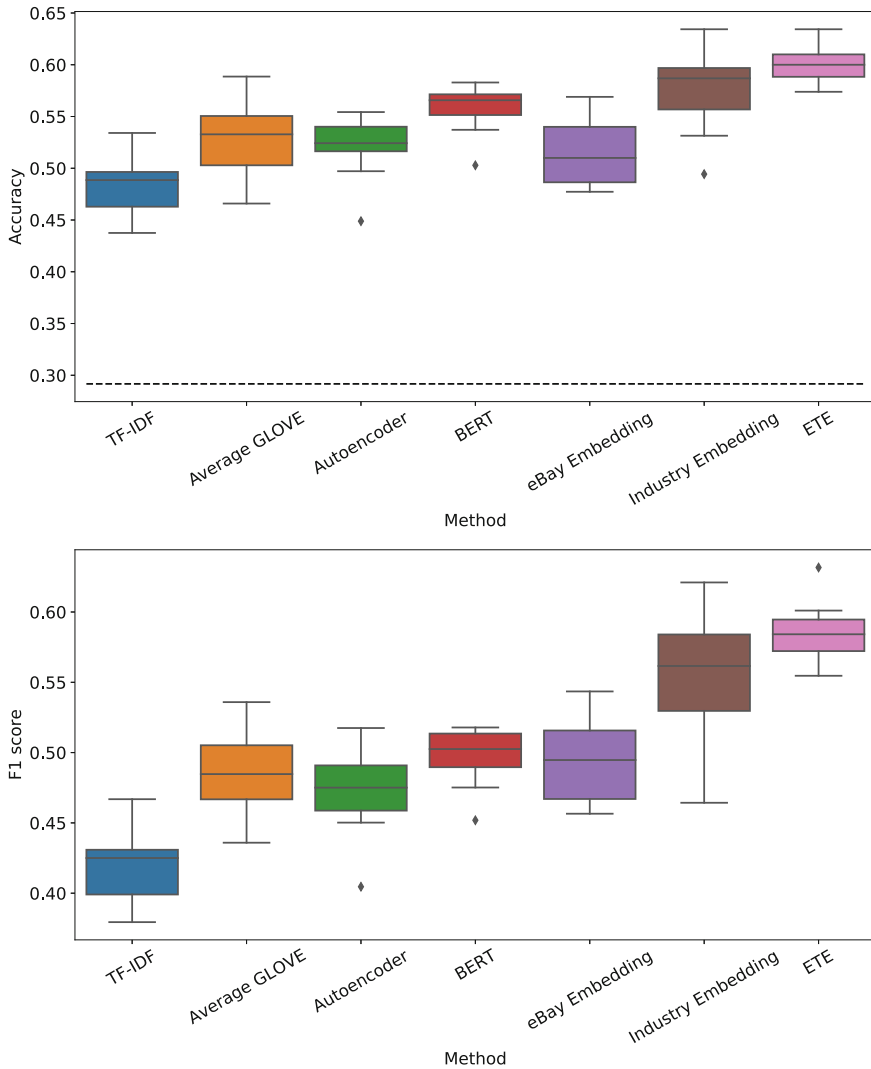 0.65
0.60
0.55
0.50
0.45
0.40
0.35
0.30
Accuracy
TF-IDF
Average GLOVE
Autoencoder
BERT
eBay Embedding
Industry Embedding
ETE
Method
0.60
0.55
0.50
0.45
0.40
F1 score
TF-IDF
Average GLOVE
Autoencoder
BERT
eBay Embedding
Industry Embedding
ETE
Method